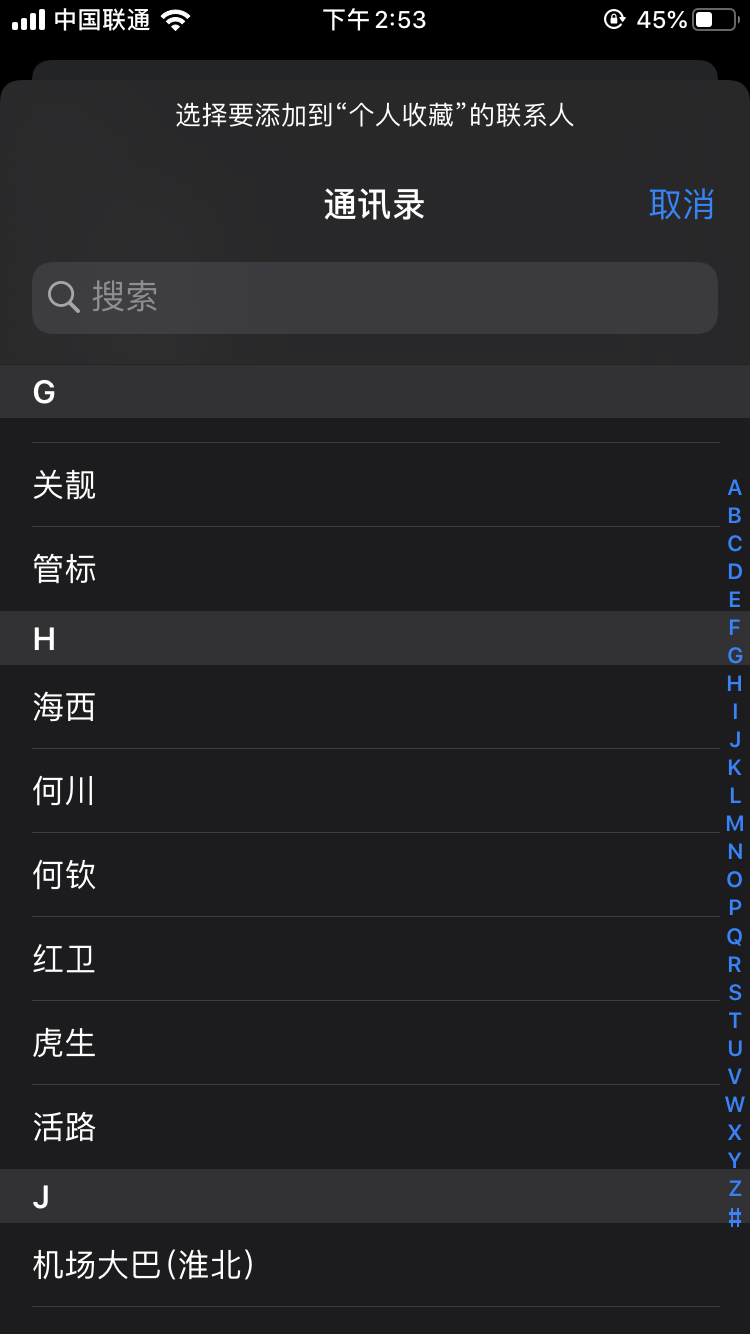 中国联通 下午2:53 45%
选择要添加到“个人收藏”的联系人
通讯录 取消
搜索
G
关靓
管标
H
海西
何川
何钦
红卫
虎生
活路
J
机场大巴(淮北)
A
B
C
D
E
F
G
H
I
J
K
L
M
N
O
P
Q
R
S
T
U
V
W
X
Y
Z
#